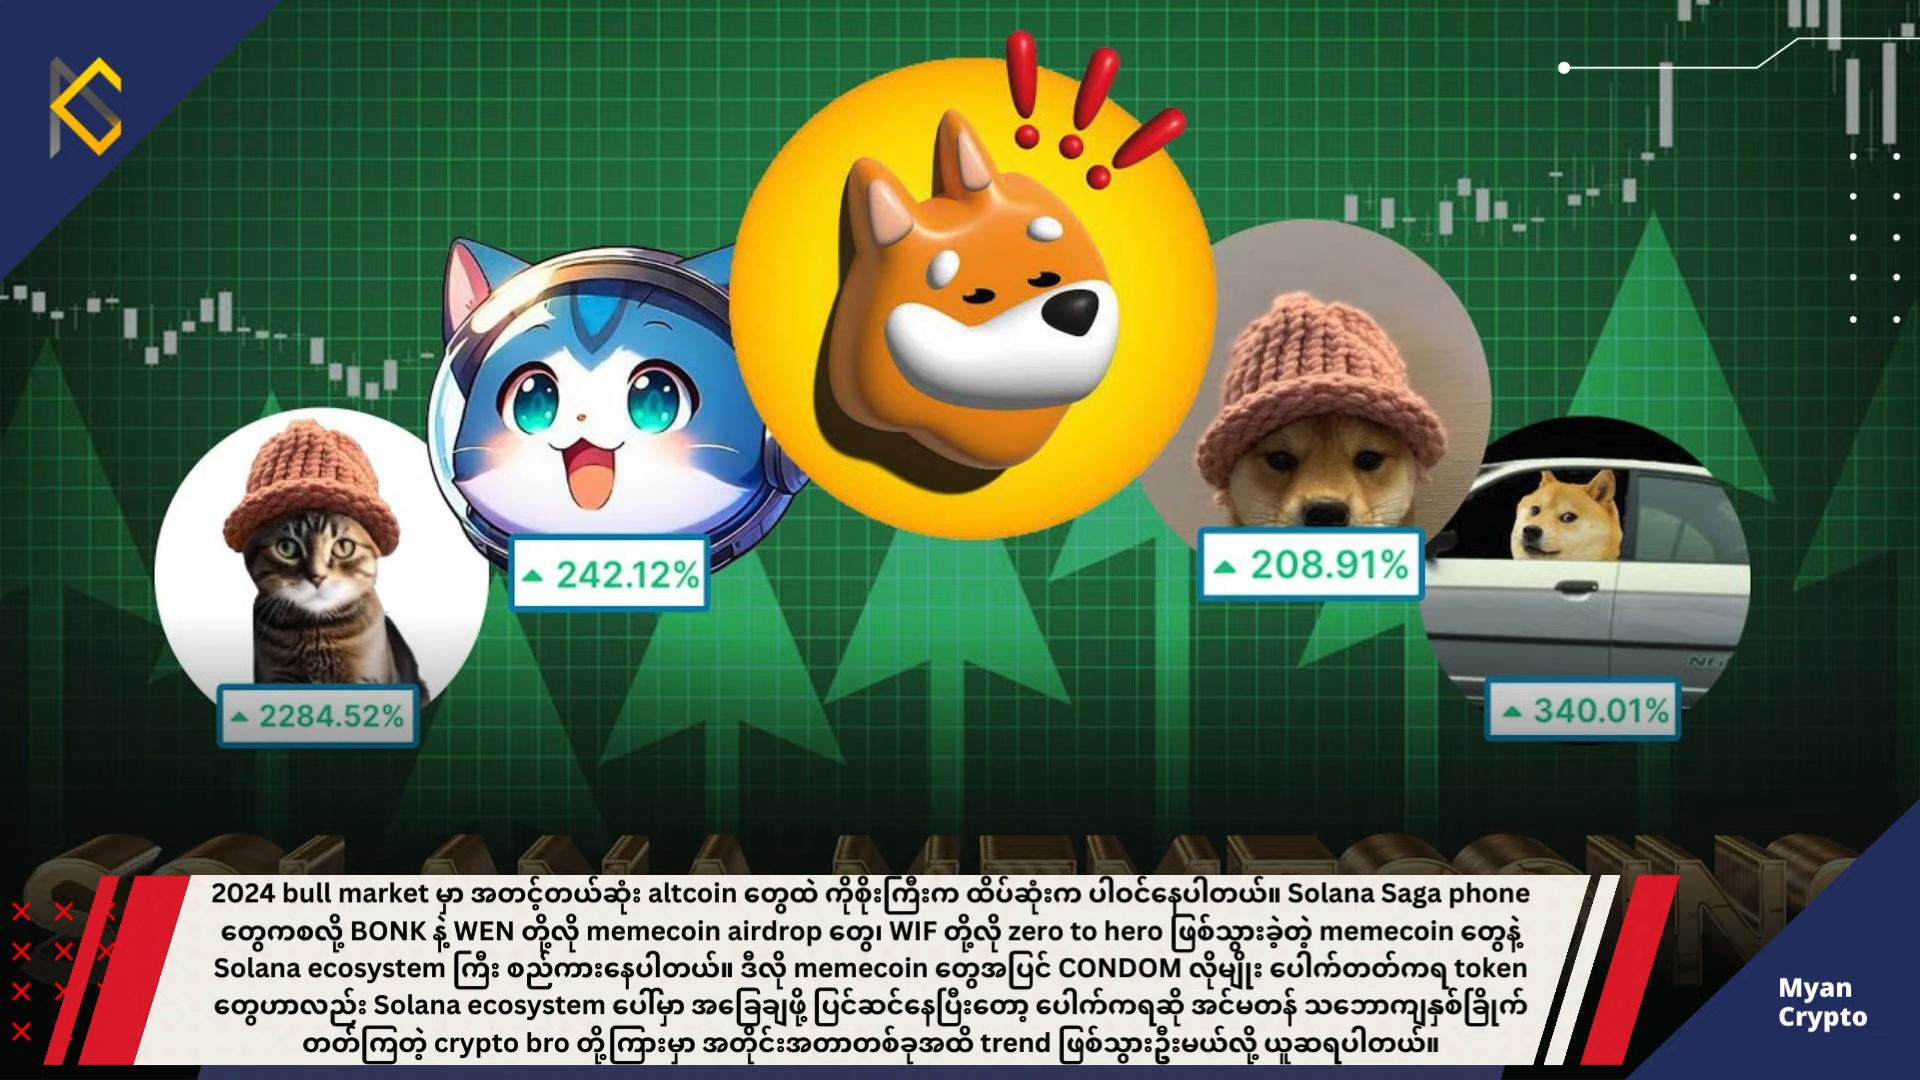 242.12%
208.91%
2284.52%
340.01%
SOLANA MEMECOINS
2024 bull market မှာ အတင့်တယ်ဆုံး altcoin တွေထဲ ကိုစိုးကြီးက ထိပ်ဆုံးက ပါဝင်နေပါတယ်။ Solana Saga phone
တွေကစလို့ BONK နဲ့ WEN တို့လို memecoin airdrop တွေ၊ WIF တို့လို zero to hero ဖြစ်သွားခဲ့တဲ့ memecoin တွေနဲ့
Solana ecosystem ကြီး စည်ကားနေပါတယ်။ ဒီလို memecoin တွေအပြင် CONDOM လိုမျိုး ပေါက်တတ်ကရ token
တွေဟာလည်း Solana ecosystem ပေါ်မှာ အခြေချဖို့ ပြင်ဆင်နေပြီးတော့ ပေါက်ကရဆို အင်မတန် သဘောကျနှစ်ခြိုက်
တတ်ကြတဲ့ crypto bro တို့ကြားမှာ အတိုင်းအတာတစ်ခုအထိ trend ဖြစ်သွားဦးမယ်လို့ ယူဆရပါတယ်။
Myan
Crypto